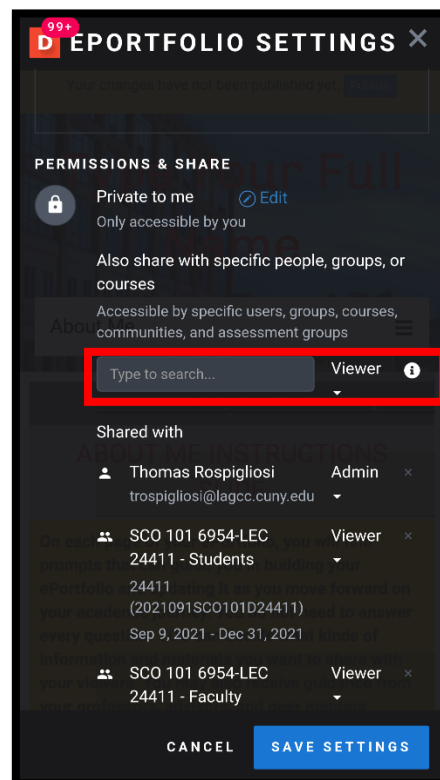 99+
D EPORTFOLIO SETTINGS ×
Your changes have not been published yet.
PERMISSIONS & SHARE
Private to me Edit
Only accessible by you
Also share with specific people, groups, or
courses
Accessible by specific users, groups, courses,
communities, and assessment groups
Type to search... Viewer
Shared with
Thomas Rospigliosi Admin ×
trospigliosi@lagcc.cuny.edu
SCO 101 6954-LEC Viewer ×
24411 - Students
24411
(2021091SCO101D24411)
Sep 9, 2021 - Dec 31, 2021
SCO 101 6954-LEC Viewer ×
24411 - Faculty
CANCEL SAVE SETTINGS